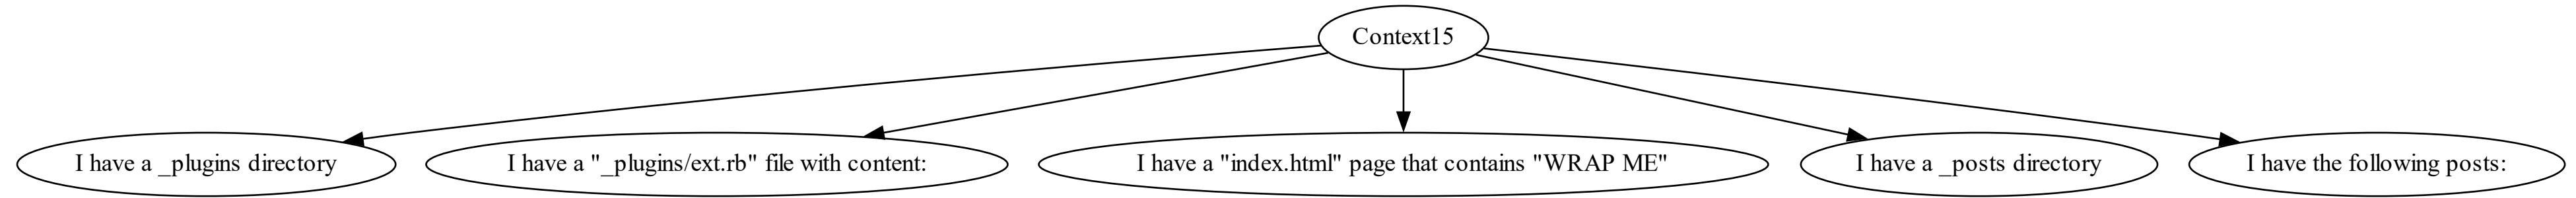 Context15
I have a _plugins directory
I have a "_plugins/ext.rb" file with content:
I have a "index.html" page that contains "WRAP ME"
I have a _posts directory
I have the following posts: